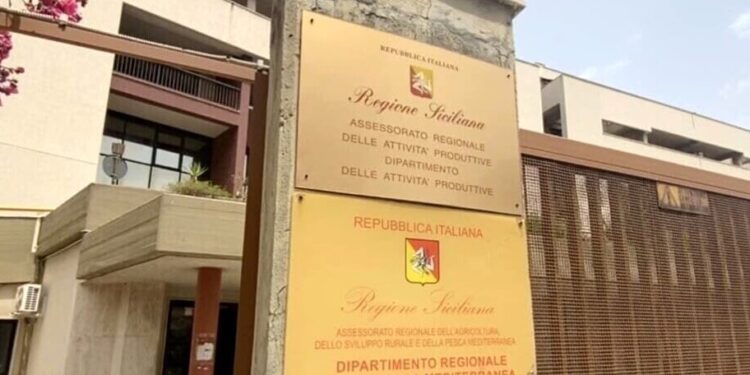 REPUBBLICA ITALIANA
Regione Siciliana
ASSESSORATO REGIONALE
DELLE ATTIVITA' PRODUTTIVE
DIPARTIMENTO
DELLE ATTIVITA' PRODUTTIVE
REPUBBLICA ITALIANA
Regione Siciliana
ASSESSORATO REGIONALE DELL'AGRICOLTURA,
DELLO SVILUPPO RURALE E DELLA PESCA MEDITERRANEA
DIPARTIMENTO REGIONALE
MEDITERRANEA